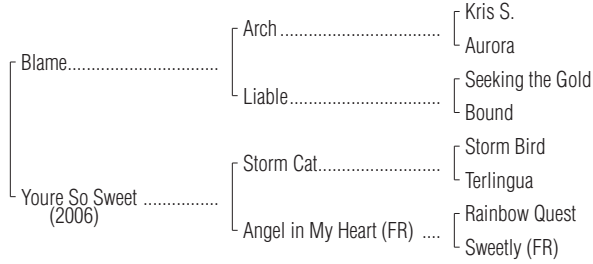 Kris S.
Arch
Aurora
Blame
Seeking the Gold
Liable
Bound
Storm Bird
Storm Cat
Terlingua
Youre So Sweet
(2006)
Rainbow Quest
Angel in My Heart (FR)
Sweetly (FR)